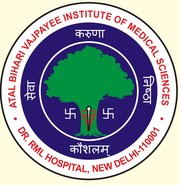 ATAL BIHARI VAJPAYEE INSTITUTE OF MEDICAL SCIENCES
करुणा
सेवा
निष्ठा
कौशलम
DR. RML HOSPITAL, NEW DELHI-110001